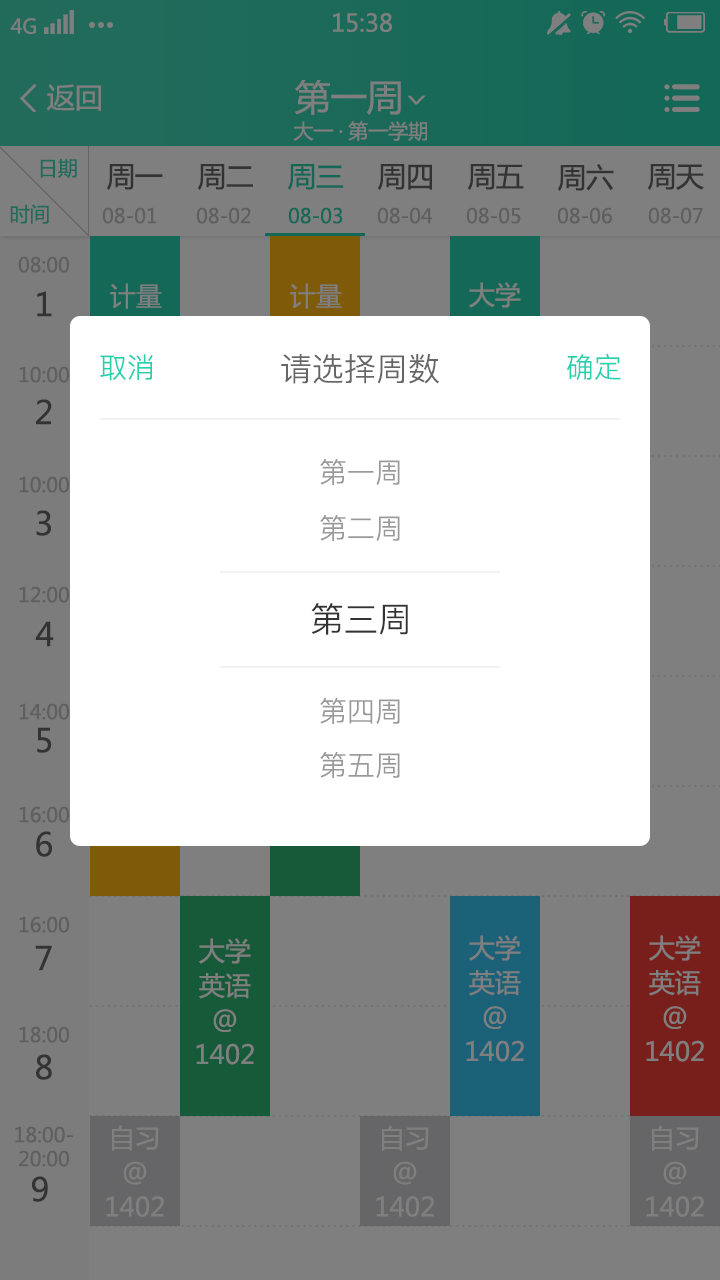 4G 15:38
返回
第一周
大一 · 第一学期
日期
时间
周一 周二 周三 周四 周五 周六 周天
08-01 08-02 08-03 08-04 08-05 08-06 08-07
08:00
1
计量 计量 大学
取消 请选择周数 确定
10:00
2
第一周
10:00
3
第二周
12:00
4
第三周
14:00
5
第四周
第五周
16:00
6
16:00
7
18:00
8
大学
英语
@
1402
大学
英语
@
1402
大学
英语
@
1402
18:00-
20:00
9
自习
@
1402
自习
@
1402
自习
@
1402